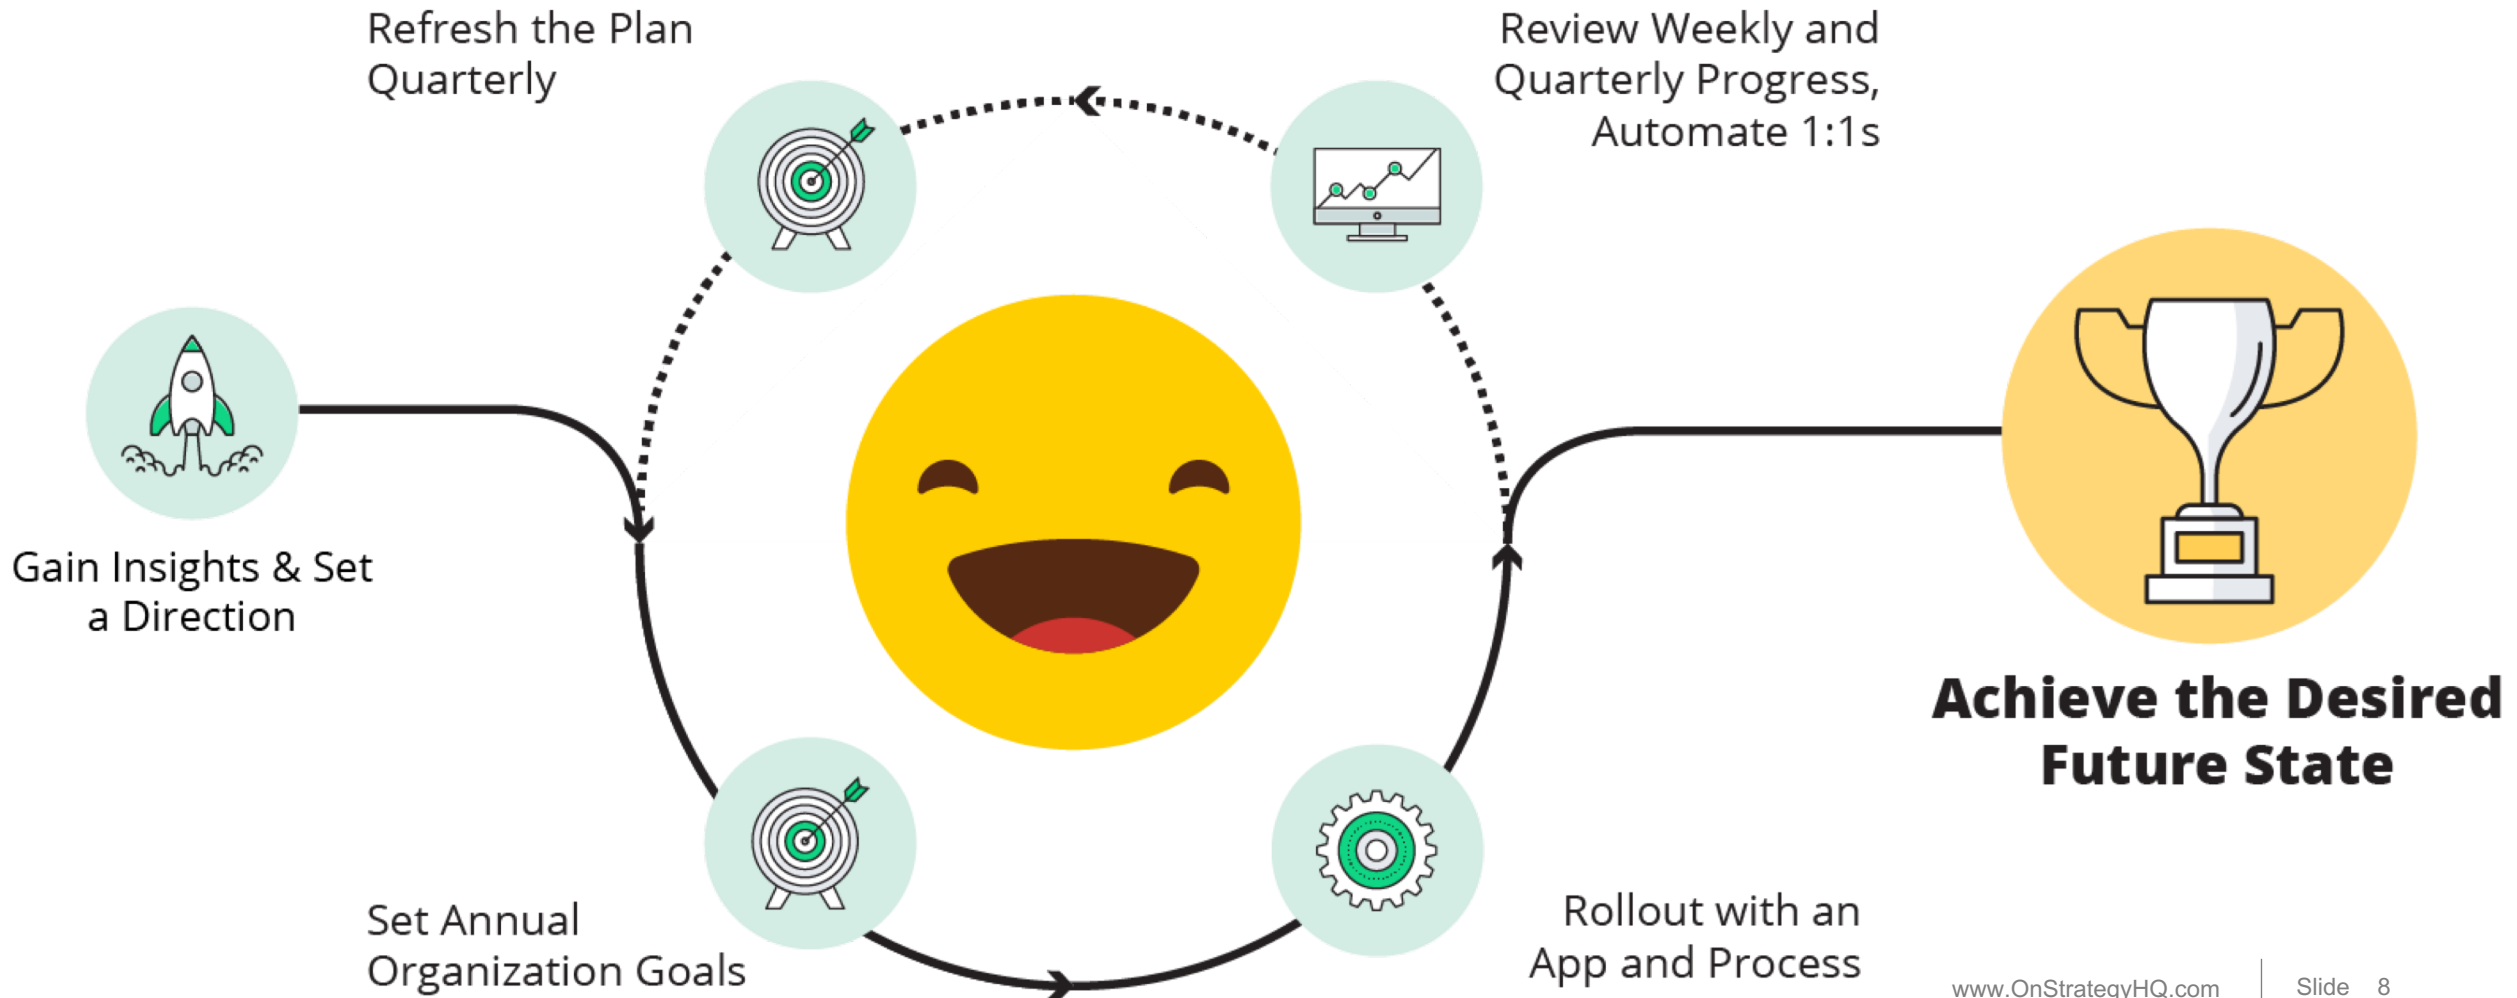 Refresh the Plan
Quarterly
Review Weekly and
Quarterly Progress,
Automate 1:1s
Gain Insights & Set
a Direction
Achieve the Desired
Future State
Set Annual
Organization Goals
Rollout with an
App and Process
www.OnStrategyHQ.com
Slide 8